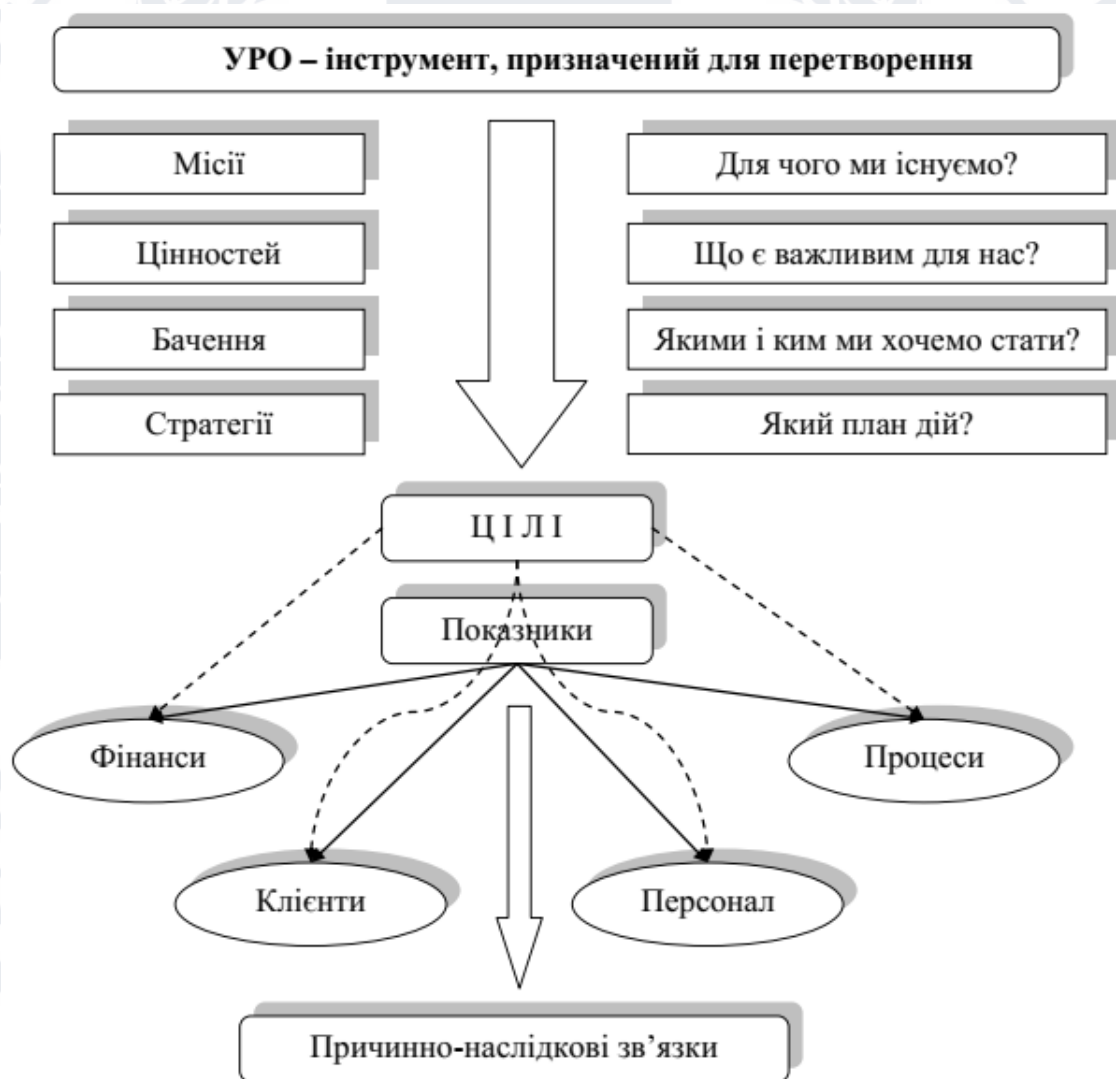 УРО – інструмент, призначений для перетворення
Місії
Для чого ми існуємо?
Цінностей
Що є важливим для нас?
Бачення
Якими і ким ми хочемо стати?
Стратегії
Який план дій?
Ц І Л І
Показники
Фінанси
Процеси
Клієнти
Персонал
Причинно-наслідкові зв’язки